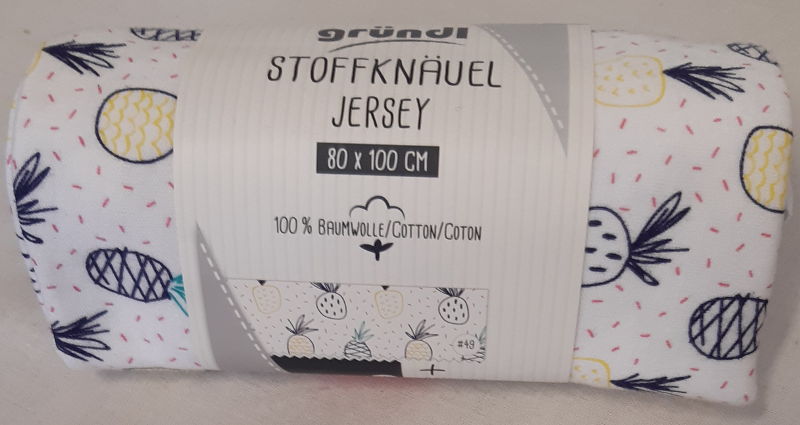 gründl
STOFFKNÄUEL
JERSEY
80 x 100 CM
100 % BAUMWOLLE/COTTON/COTON
#49